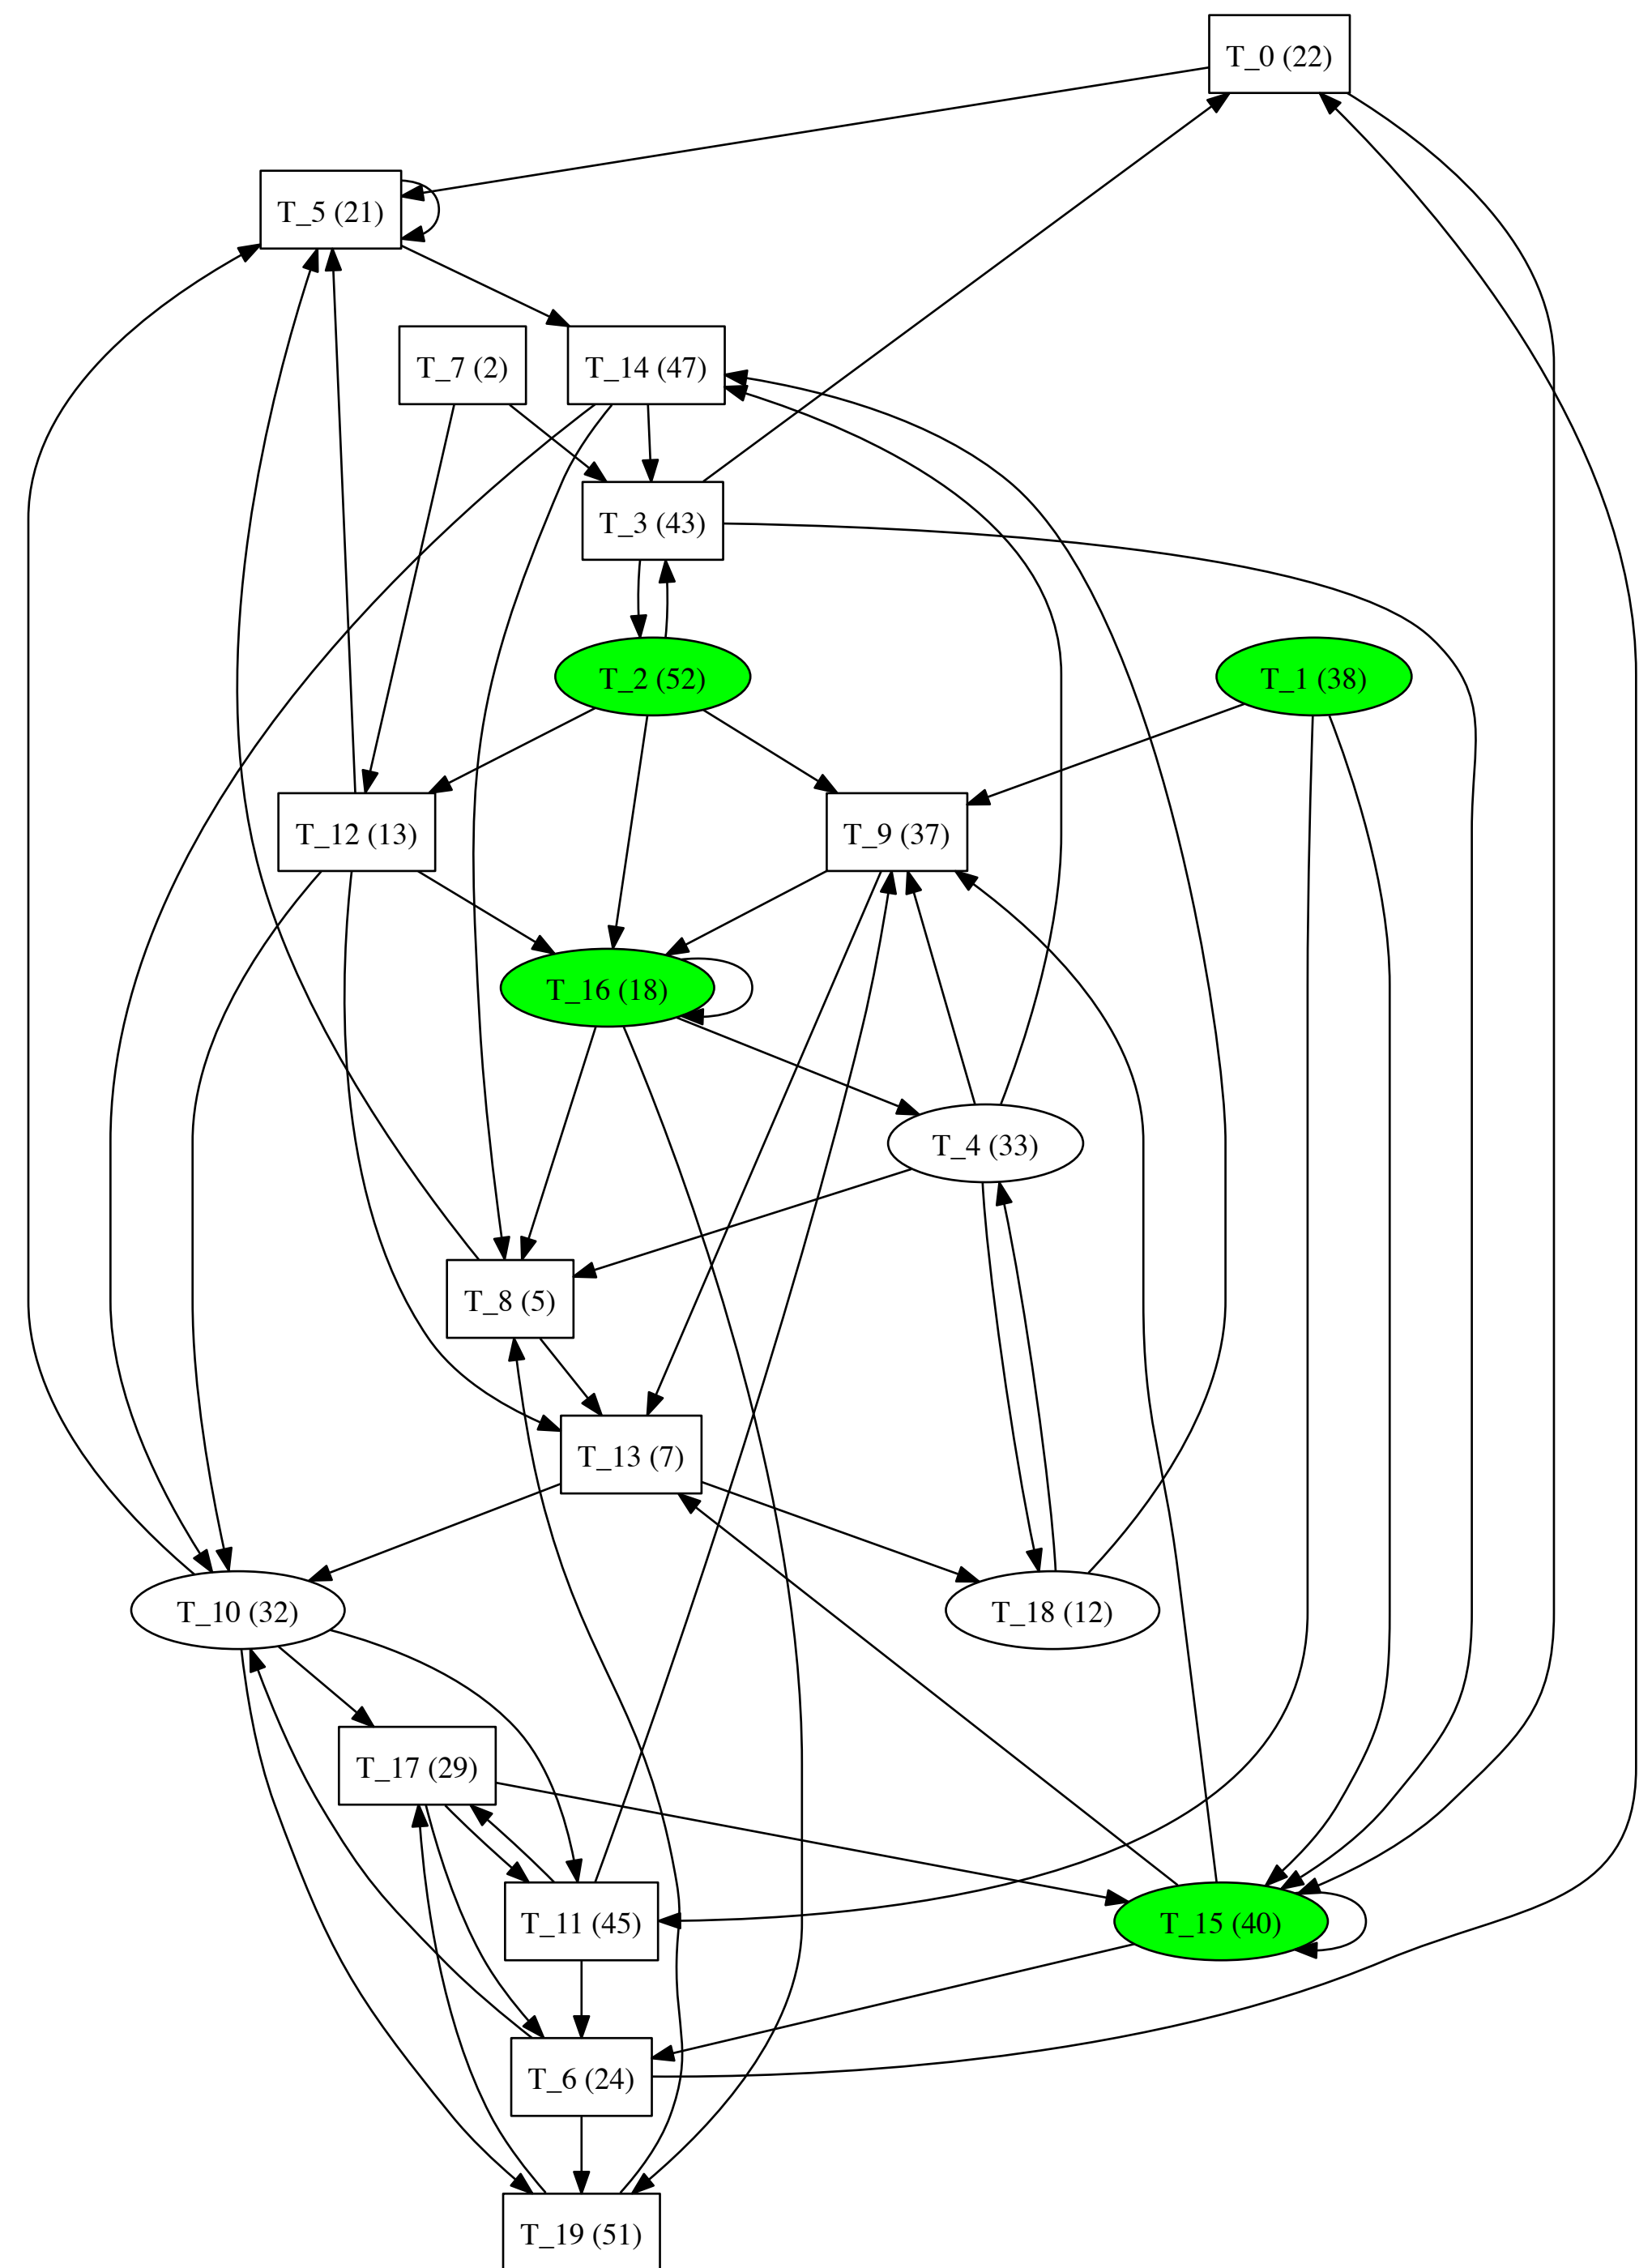 T_0 (22)
T_5 (21)
T_7 (2)
T_14 (47)
T_3 (43)
T_2 (52)
T_1 (38)
T_12 (13)
T_9 (37)
T_16 (18)
T_4 (33)
T_8 (5)
T_13 (7)
T_10 (32)
T_18 (12)
T_17 (29)
T_11 (45)
T_15 (40)
T_6 (24)
T_19 (51)